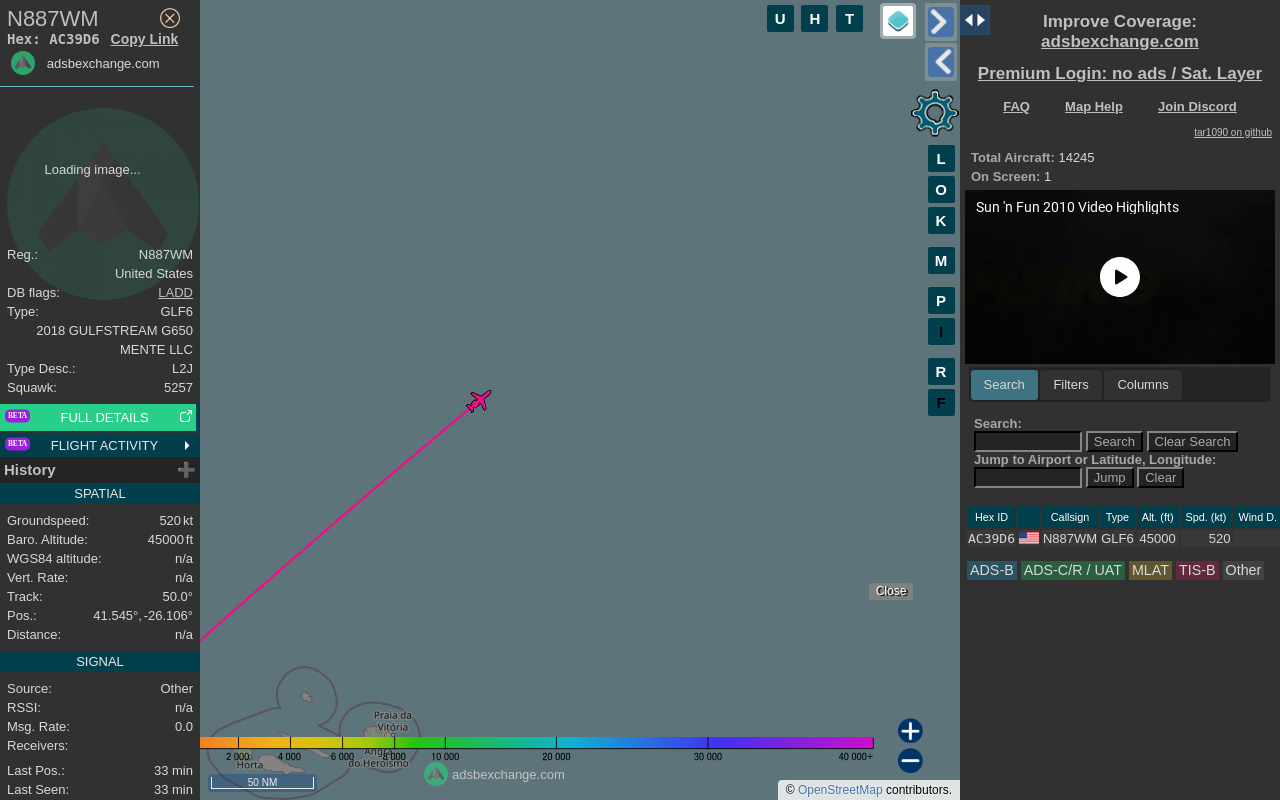 N887WM
Hex: AC39D6 Copy Link
adsbexchange.com
Loading image...
Reg.: N887WM
United States
DB flags: LADD
Type: GLF6
2018 GULFSTREAM G650
MENTE LLC
Type Desc.: L2J
Squawk: 5257
BETA FULL DETAILS
BETA FLIGHT ACTIVITY
History
SPATIAL
Groundspeed: 520 kt
Baro. Altitude: 45000 ft
WGS84 altitude: n/a
Vert. Rate: n/a
Track: 50.0°
Pos.: 41.545°, -26.106°
Distance: n/a
SIGNAL
Source: Other
RSSI: n/a
Msg. Rate: 0.0
Receivers:
Last Pos.: 33 min
Last Seen: 33 min
U H T
L
O
K
M
P
I
R
F
Close
Praia da
Vitória
Angra
do Heroísmo
Horta
2 000 4 000 6 000 8 000 10 000 20 000 30 000 40 000+
50 NM
adsbexchange.com
© OpenStreetMap contributors.
Improve Coverage:
adsbexchange.com
Premium Login: no ads / Sat. Layer
FAQ Map Help Join Discord
tar1090 on github
Total Aircraft: 14245
On Screen: 1
Sun 'n Fun 2010 Video Highlights
Search Filters Columns
Search:
Search Clear Search
Jump to Airport or Latitude, Longitude:
Jump Clear
Hex ID Callsign Type Alt. (ft) Spd. (kt) Wind D.
AC39D6 N887WM GLF6 45000 520
ADS-B ADS-C/R / UAT MLAT TIS-B Other